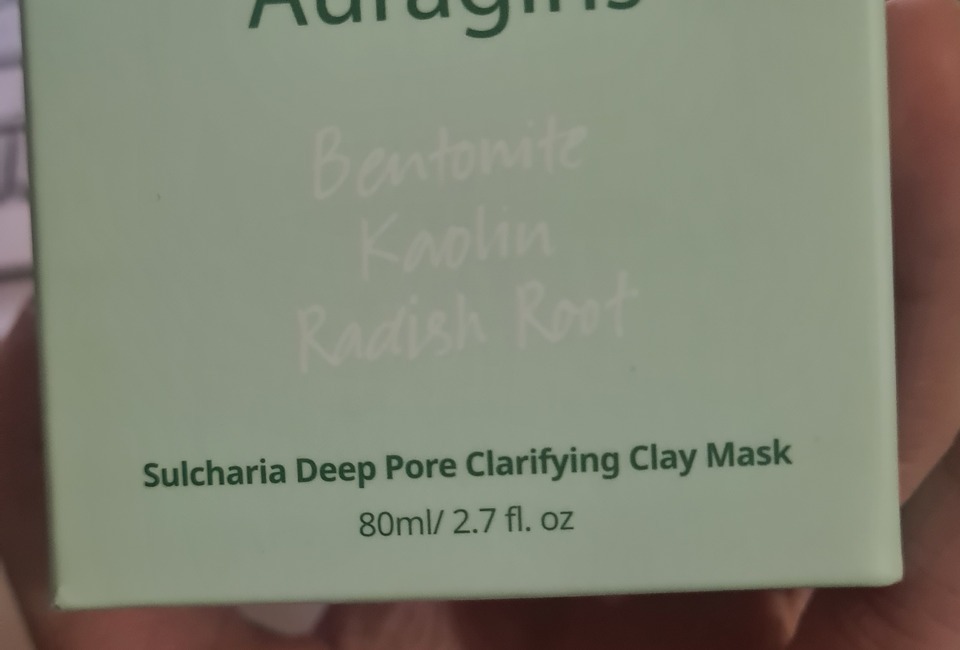 Bentonite
Kaolin
Radish Root
Sulcharia Deep Pore Clarifying Clay Mask
80ml/ 2.7 fl. oz